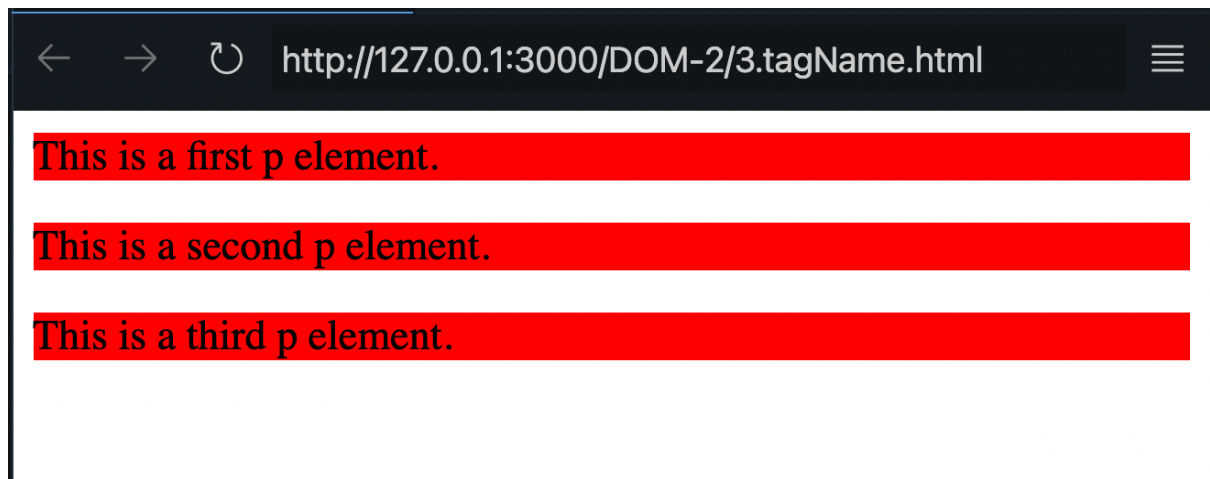 http://127.0.0.1:3000/DOM-2/3.tagName.html
This is a first p element.
This is a second p element.
This is a third p element.